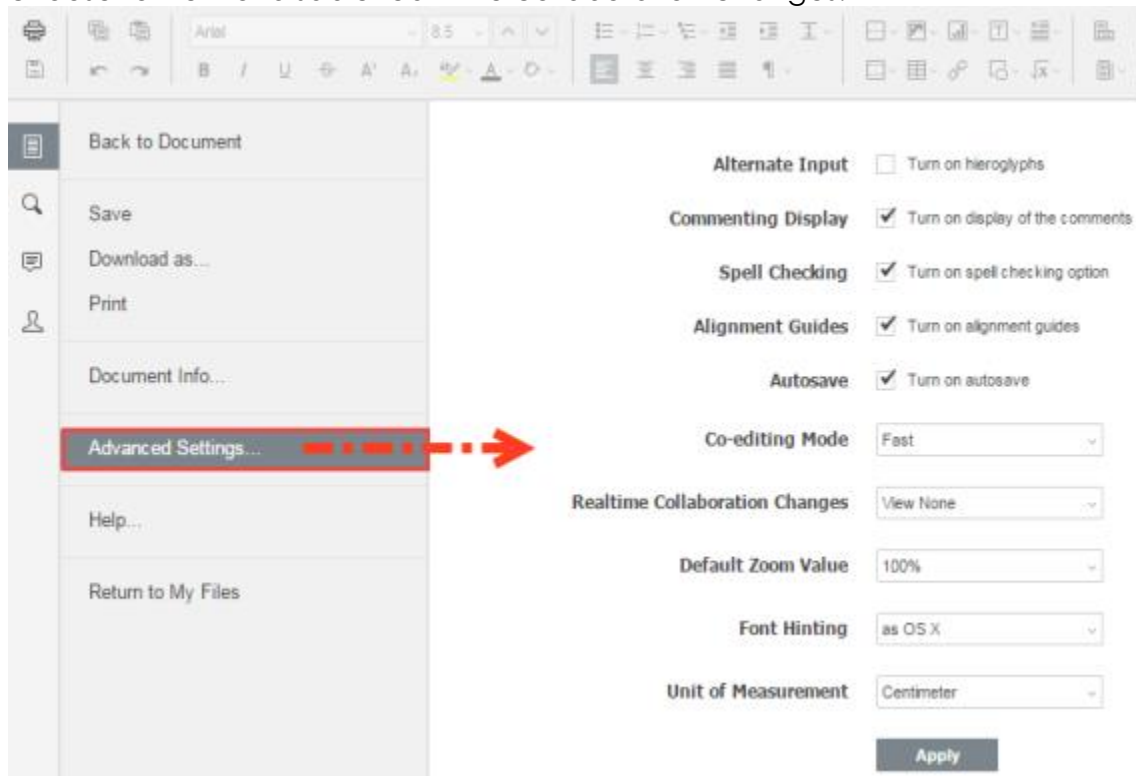 Arial 8.5
B I U A A A
Back to Document
Save
Download as...
Print
Document Info...
Advanced Settings...
Help...
Return to My Files
Alternate Input Turn on hieroglyphs
Commenting Display Turn on display of the comments
Spell Checking Turn on spell checking option
Alignment Guides Turn on alignment guides
Autosave Turn on autosave
Co-editing Mode Fast
Realtime Collaboration Changes View None
Default Zoom Value 100%
Font Hinting as OS X
Unit of Measurement Centimeter
Apply